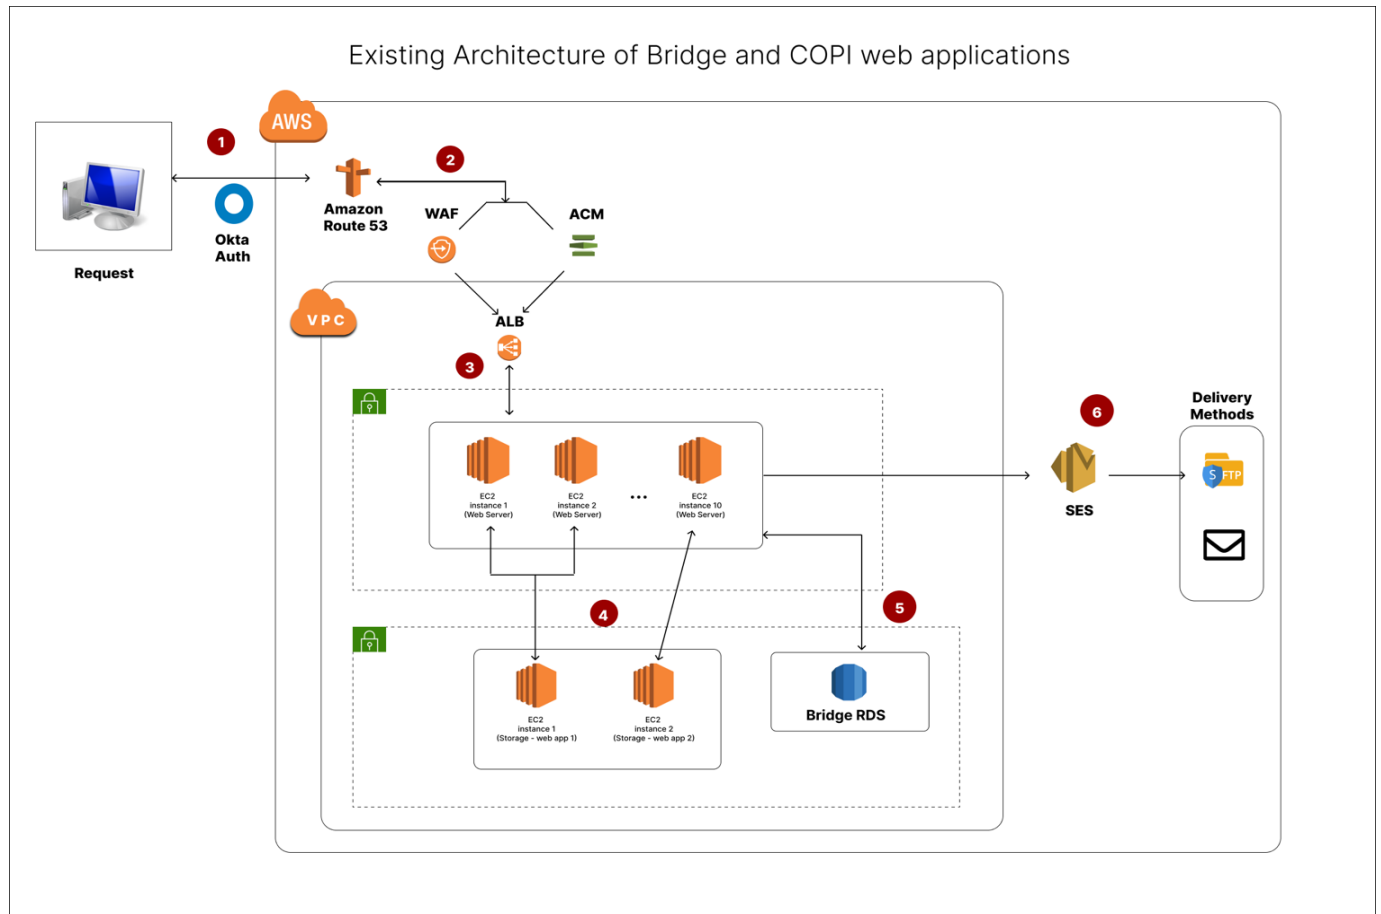 Existing Architecture of Bridge and COPI web applications
AWS
1
2
Amazon
Route 53
WAF
ACM
Okta
Auth
Request
VPC
ALB
3
EC2
instance 1
(Web Server)
EC2
instance 2
(Web Server)
...
EC2
instance 10
(Web Server)
6
SES
Delivery
Methods
S FTP
4
5
EC2
instance 1
(Storage - web app 1)
EC2
instance 2
(Storage - web app 2)
Bridge RDS